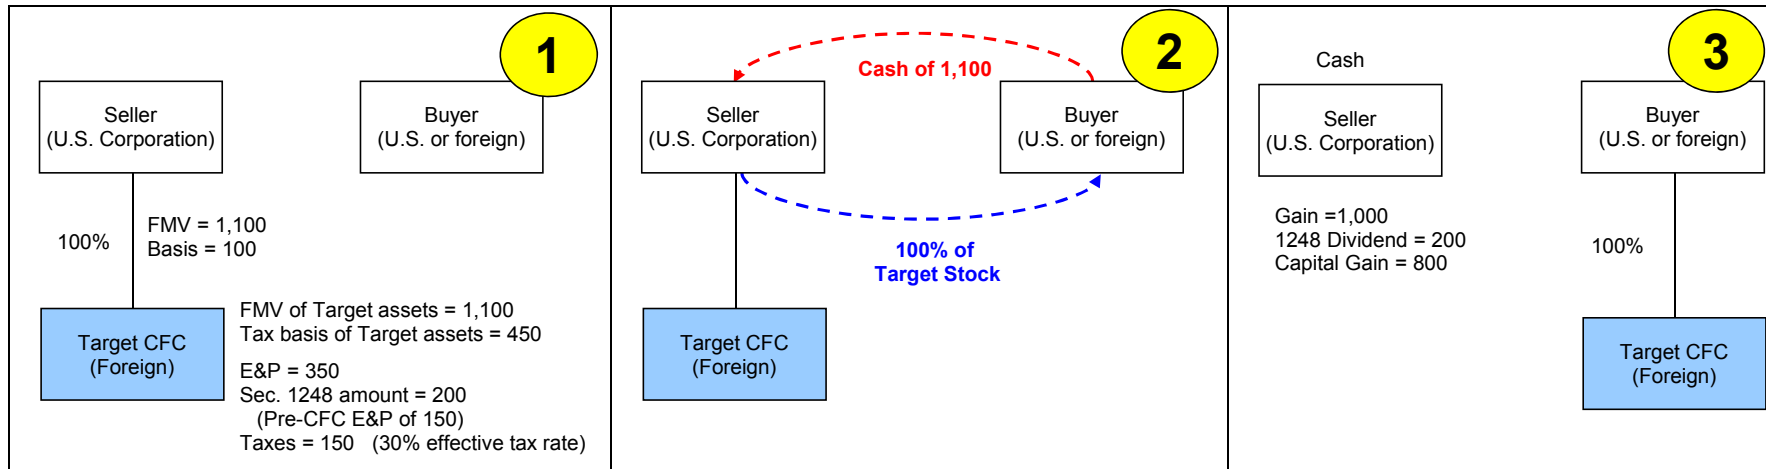 1
Seller
(U.S. Corporation)
Buyer
(U.S. or foreign)
100%
FMV = 1,100
Basis = 100
Target CFC
(Foreign)
FMV of Target assets = 1,100
Tax basis of Target assets = 450
E&P = 350
Sec. 1248 amount = 200
(Pre-CFC E&P of 150)
Taxes = 150 (30% effective tax rate)
2
Cash of 1,100
Seller
(U.S. Corporation)
Buyer
(U.S. or foreign)
100% of
Target Stock
Target CFC
(Foreign)
3
Cash
Seller
(U.S. Corporation)
Buyer
(U.S. or foreign)
Gain =1,000
1248 Dividend = 200
Capital Gain = 800
100%
Target CFC
(Foreign)